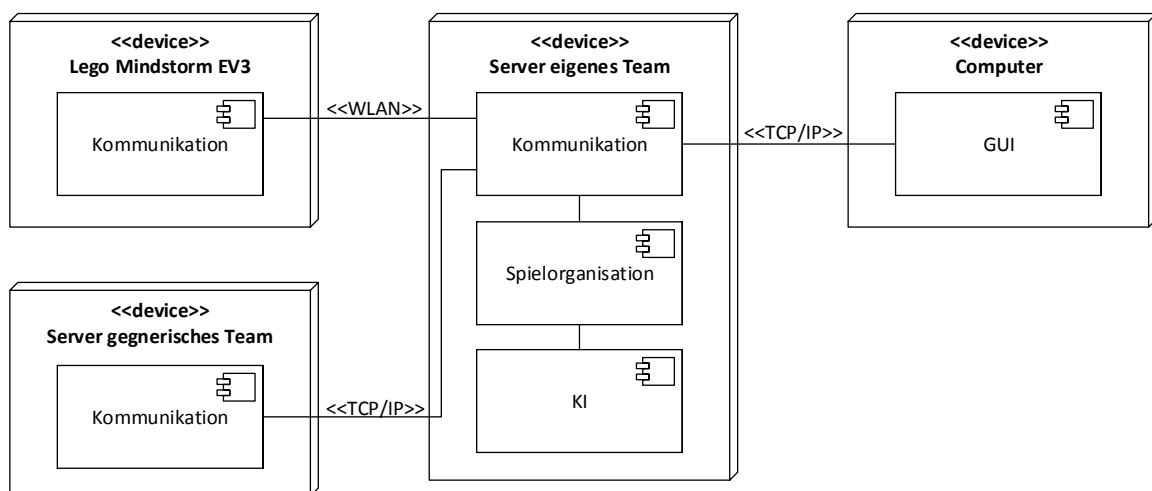 <<device>>
Lego Mindstorm EV3
Kommunikation
<<WLAN>>
<<device>>
Server eigenes Team
Kommunikation
Spielorganisation
KI
<<TCP/IP>>
<<device>>
Computer
GUI
<<device>>
Server gegnerisches Team
Kommunikation
<<TCP/IP>>